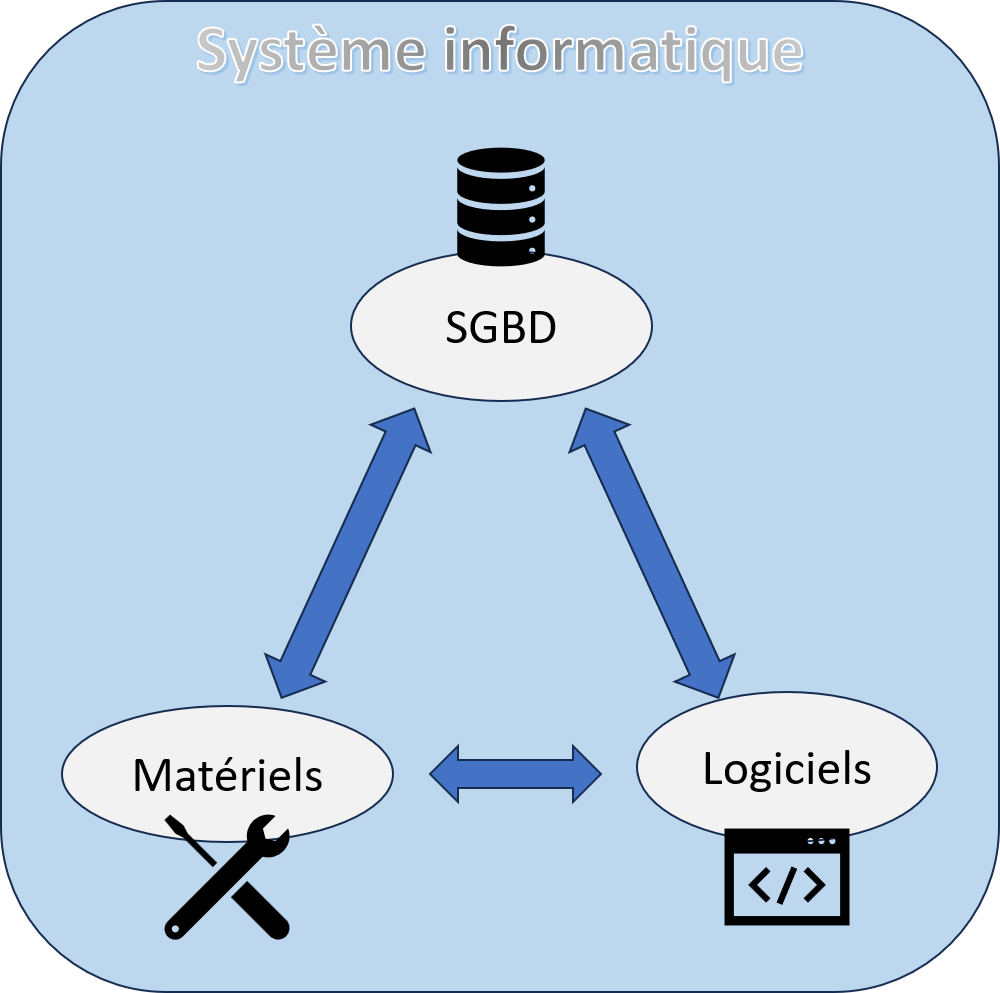 Système informatique
SGBD
Matériels
Logiciels
</>